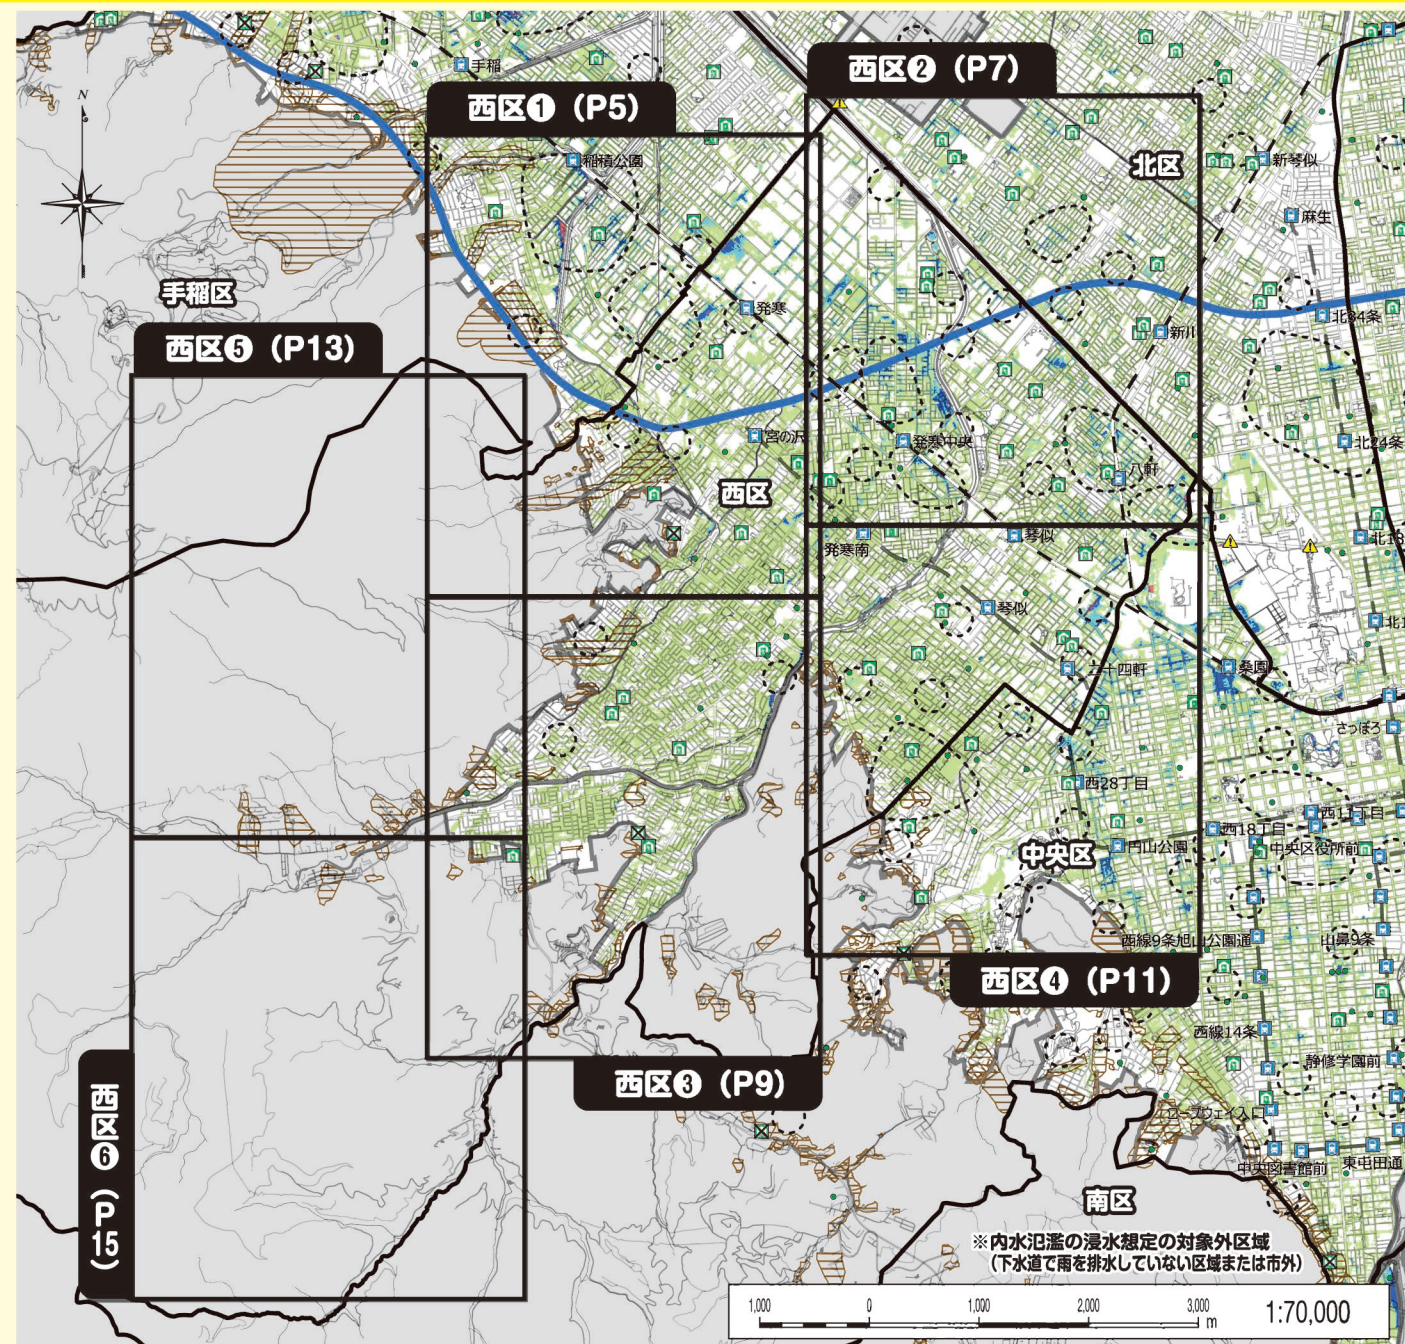 西区❷（P7）
手稲
西区❶（P5）
N
稲積公園
北区
新琴似
麻生
手稲区
発寒
北34条
新川
西区❺（P13）
宮の沢
発寒中央
北24条
八軒
西区
発寒南
琴似
北18
琴似
北1
二十四軒
桑園
さっぽろ
西28丁目
西11丁目
西18丁目
円山公園
中央区役所前
中央区
西線9条旭山公園通
山鼻9条
西区❹（P11）
西線14条
静修学園前
西区❸（P9）
西区❻（P15）
ロープウェイ入口
中央図書館前
東屯田通
南区
※内水氾濫の浸水想定の対象外区域
（下水道で雨を排水していない区域または市外）
1,000 0 1,000 2,000 3,000 m 1:70,000